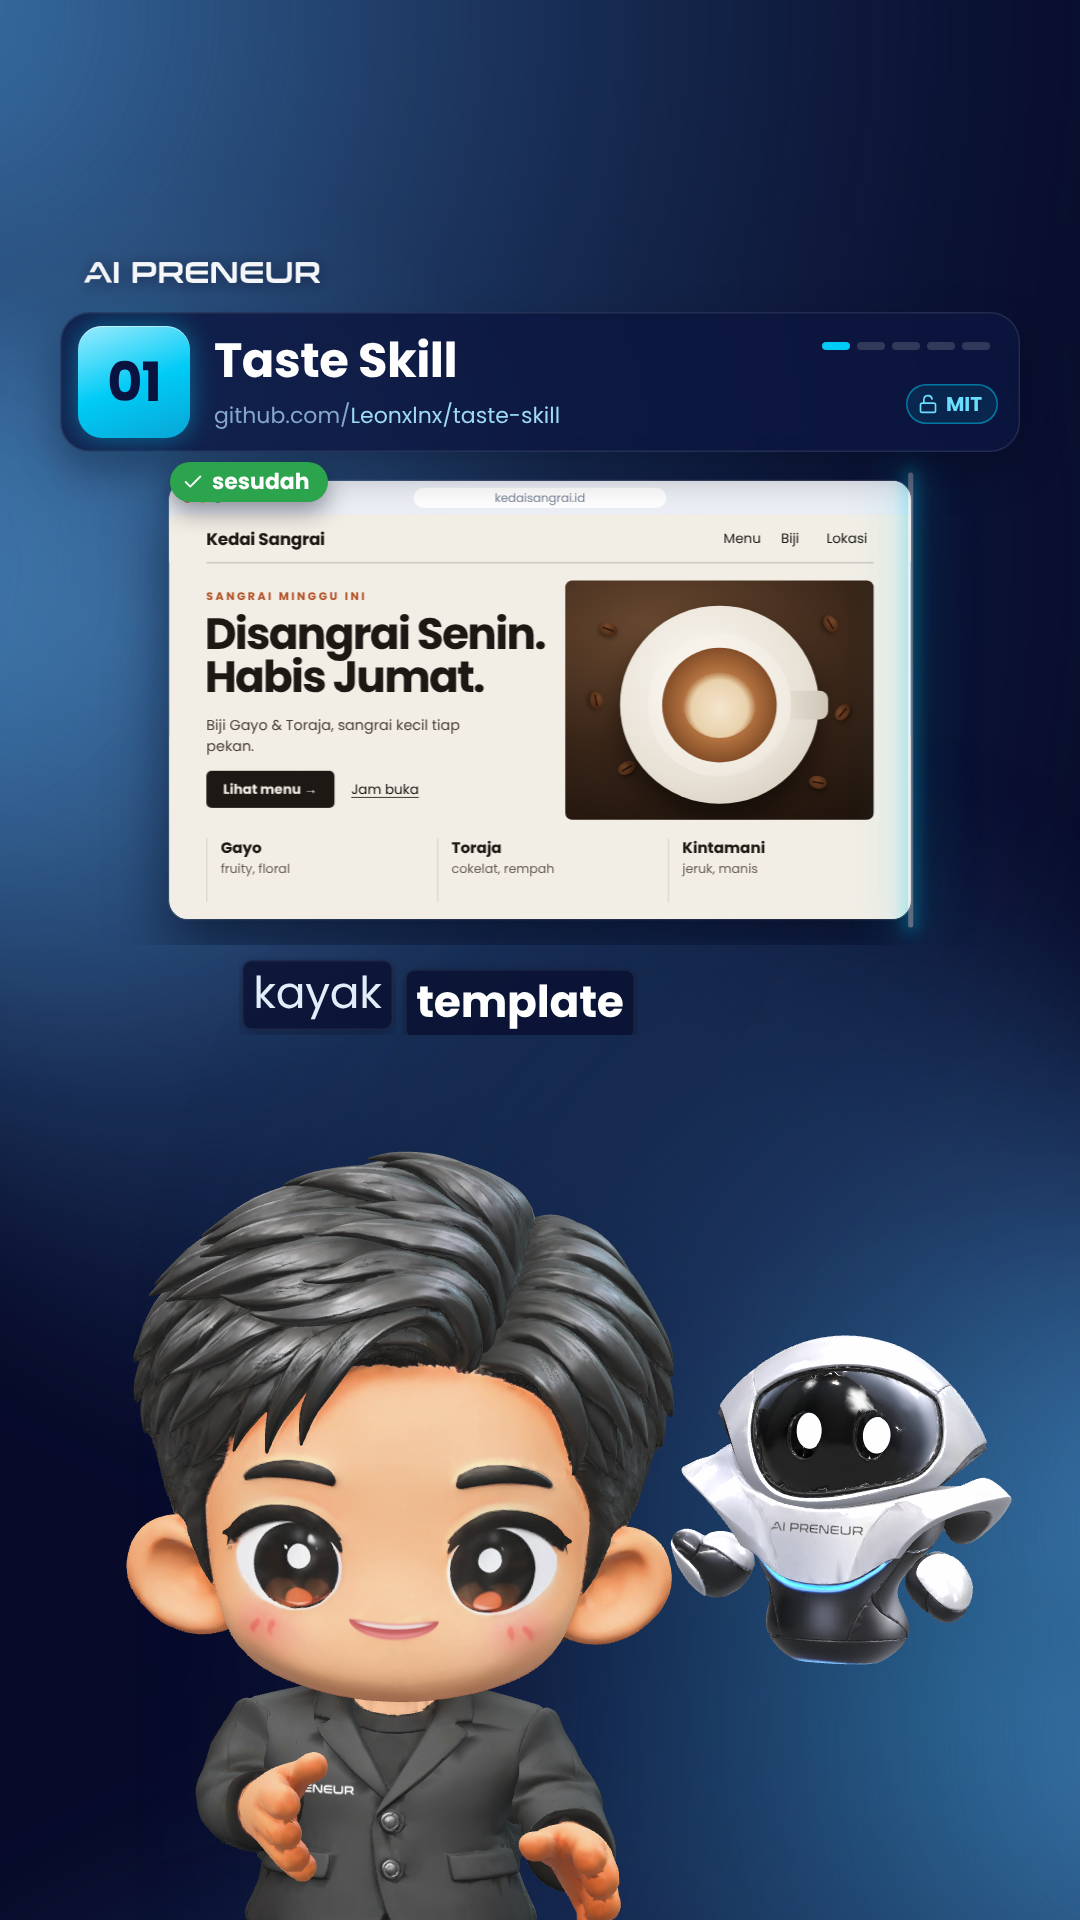 AI PRENEUR
01
Taste Skill
github.com/Leonxlnx/taste-skill
MIT
sesudah
kedaisangrai.id
Kedai Sangrai
Menu Biji Lokasi
SANGRAI MINGGU INI
Disangrai Senin.
Habis Jumat.
Biji Gayo & Toraja, sangrai kecil tiap
pekan.
Lihat menu →
Jam buka
Gayo
fruity, floral
Toraja
cokelat, rempah
Kintamani
jeruk, manis
kayak template
AI PRENEUR
ENEUR